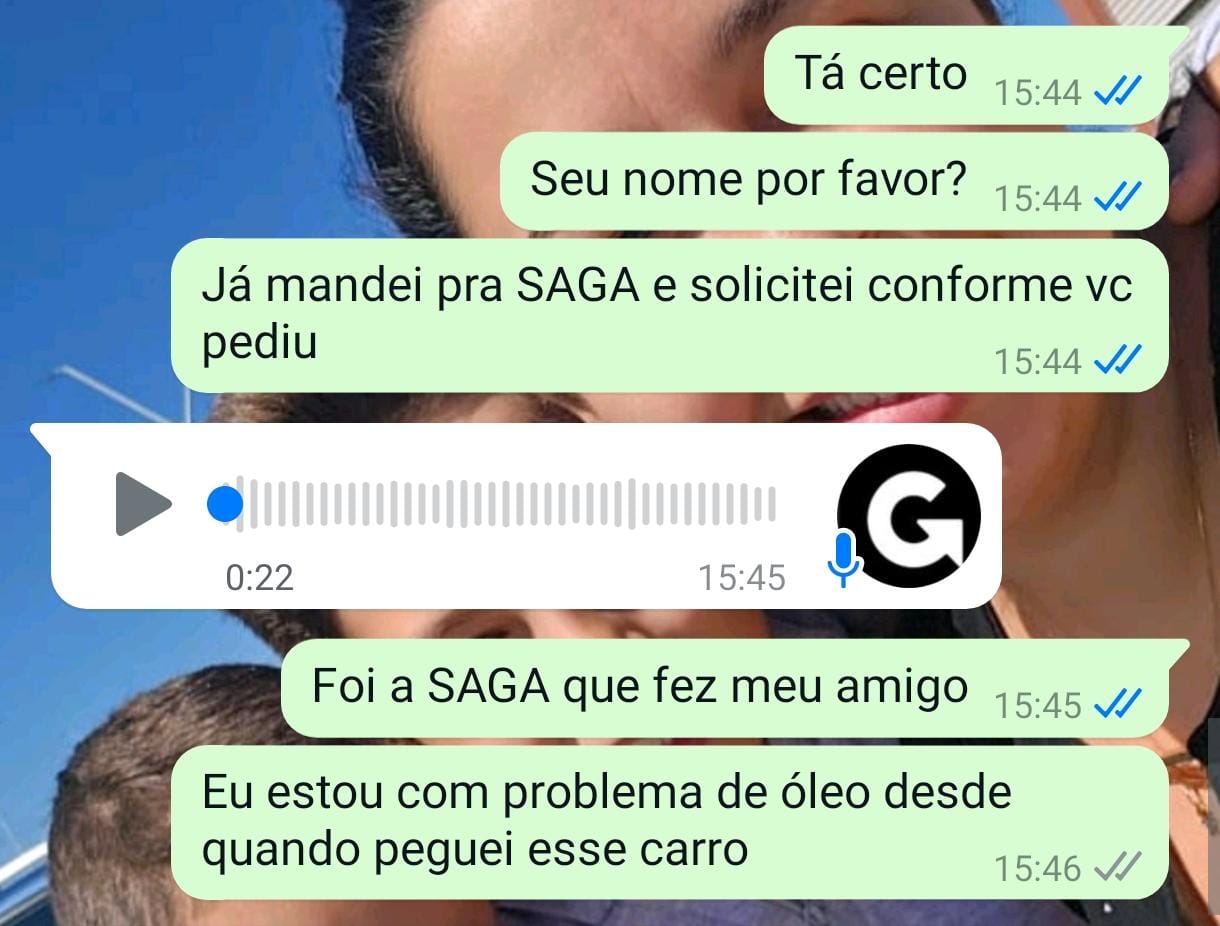 Tá certo 15:44
Seu nome por favor? 15:44
Já mandei pra SAGA e solicitei conforme vc
pediu 15:44
0:22 15:45
Foi a SAGA que fez meu amigo 15:45
Eu estou com problema de óleo desde
quando peguei esse carro 15:46